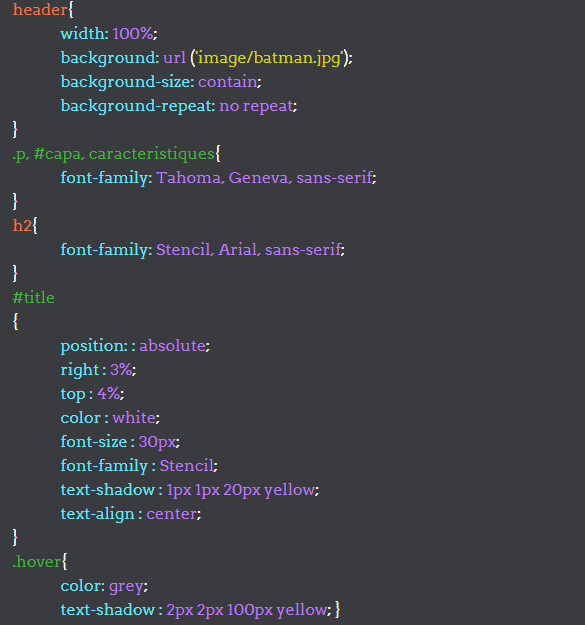 header{
width: 100%;
background: url ('image/batman.jpg');
background-size: contain;
background-repeat: no repeat;
}
.p, #capa, caracteristiques{
font-family: Tahoma, Geneva, sans-serif;
}
h2{
font-family: Stencil, Arial, sans-serif;
}
#title
{
position: : absolute;
right : 3%;
top : 4%;
color : white;
font-size : 30px;
font-family : Stencil;
text-shadow : 1px 1px 20px yellow;
text-align : center;
}
.hover{
color: grey;
text-shadow : 2px 2px 100px yellow; }